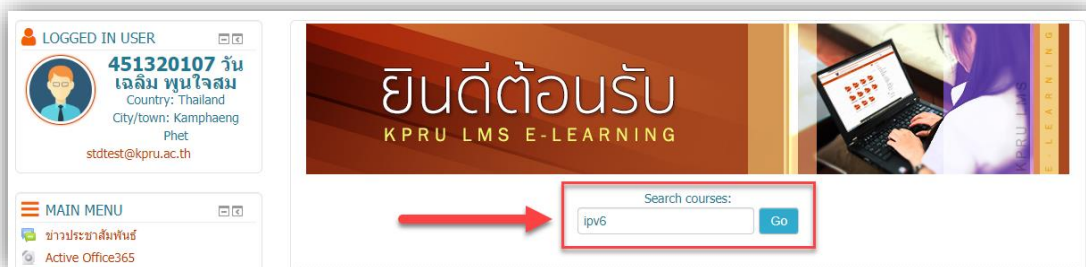 LOGGED IN USER
451320107 วัน
เฉลิม พูนใจสม
Country: Thailand
City/town: Kamphaeng
Phet
stdtest@kpru.ac.th
MAIN MENU
ข่าวประชาสัมพันธ์
Active Office365
ยินดีต้อนรับ
KPRU LMS E-LEARNING
KPRU LMS
E-LEARNING
Search courses:
ipv6
Go